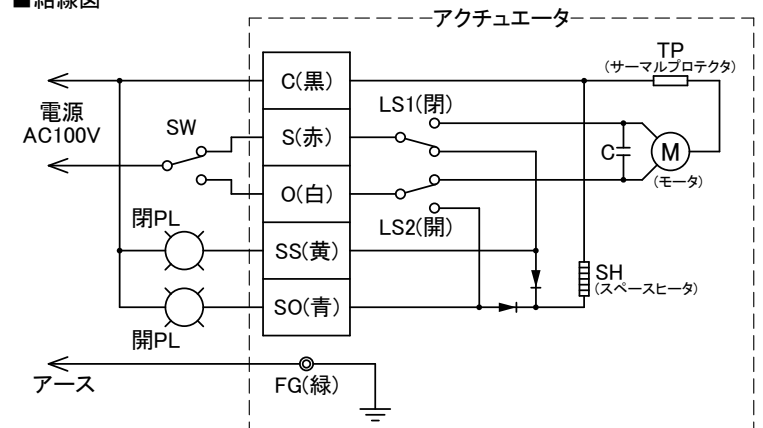 ■結線図
アクチュエータ
TP
(サーマルプロテクタ)
C(黒)
電源
AC100V
SW
S(赤)
LS1(閉)
C
M
(モータ)
O(白)
LS2(開)
閉PL
SS(黄)
SH
(スペースヒータ)
SO(青)
開PL
アース
FG(緑)